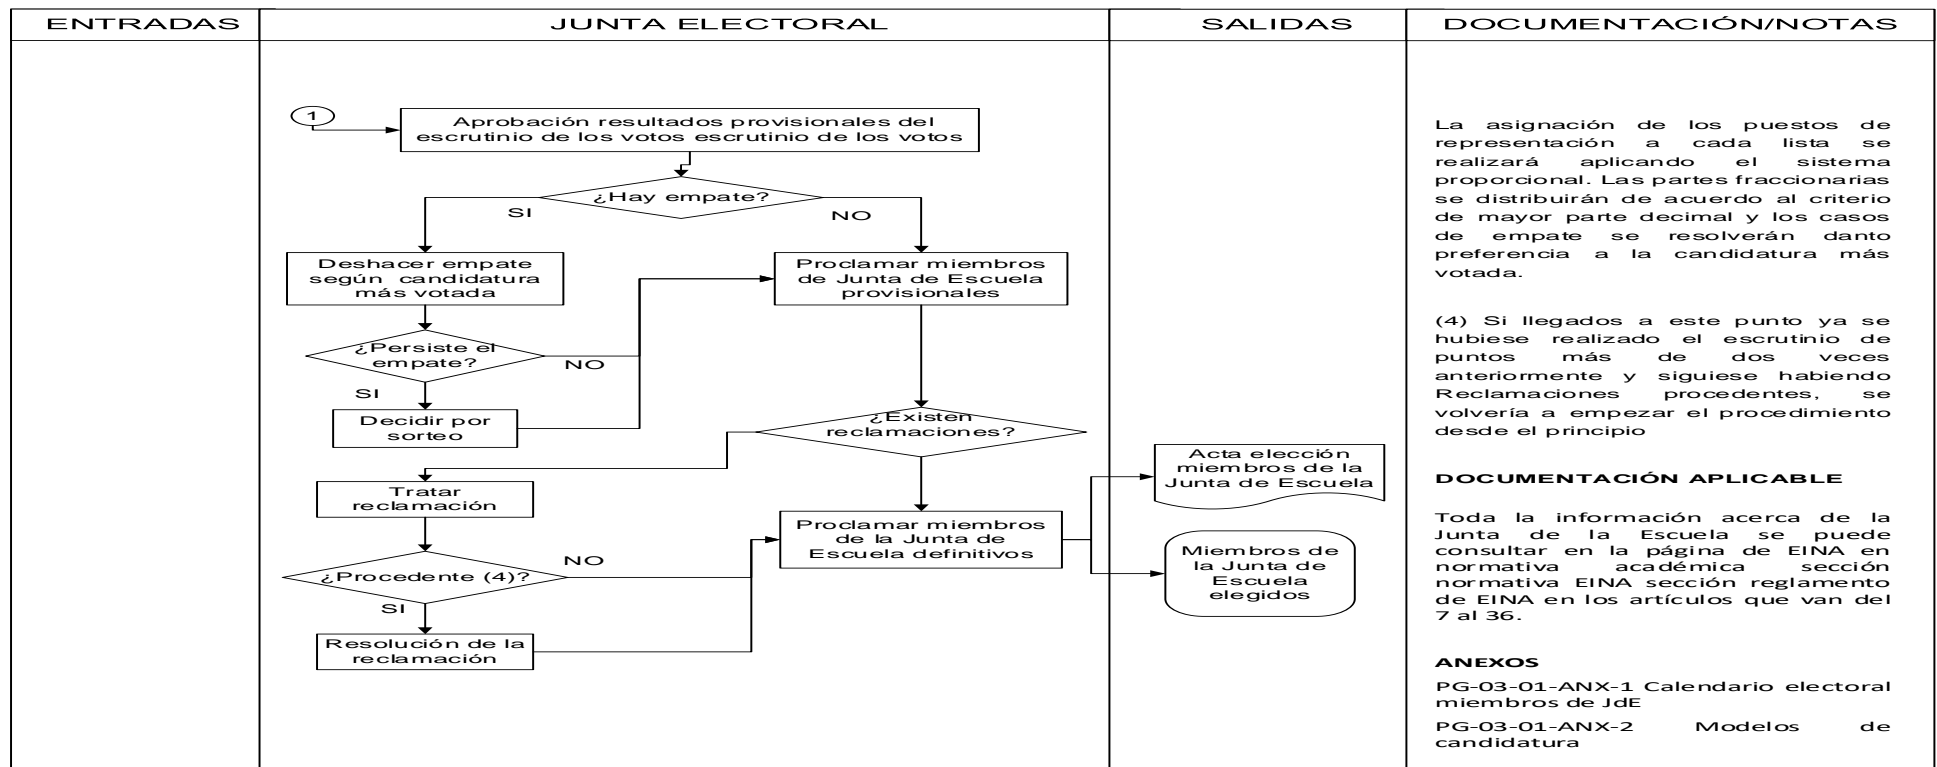 ENTRADAS
JUNTA ELECTORAL
SALIDAS
DOCUMENTACIÓN/NOTAS
1
Aprobación resultados provisionales del
escrutinio de los votos escrutinio de los votos
¿Hay empate?
SI
NO
Deshacer empate
según candidatura
más votada
Proclamar miembros
de Junta de Escuela
provisionales
¿Persiste el
empate?
NO
SI
Decidir por
sorteo
¿Existen
reclamaciones?
Tratar
reclamación
Proclamar miembros
de la Junta de
Escuela definitivos
¿Procedente (4)?
NO
SI
Resolución de la
reclamación
Acta elección
miembros de la
Junta de Escuela
Miembros de
la Junta de
Escuela
elegidos
La asignación de los puestos de
representación a cada lista se
realizará aplicando el sistema
proporcional. Las partes fraccionarias
se distribuirán de acuerdo al criterio
de mayor parte decimal y los casos
de empate se resolverán danto
preferencia a la candidatura más
votada.
(4) Si llegados a este punto ya se
hubiese realizado el escrutinio de
puntos más de dos veces
anteriormente y siguiese habiendo
Reclamaciones procedentes, se
volvería a empezar el procedimiento
desde el principio
DOCUMENTACIÓN APLICABLE
Toda la información acerca de la
Junta de la Escuela se puede
consultar en la página de EINA en
normativa académica sección
normativa EINA sección reglamento
de EINA en los artículos que van del
7 al 36.
ANEXOS
PG-03-01-ANX-1 Calendario electoral
miembros de JdE
PG-03-01-ANX-2 Modelos de
candidatura